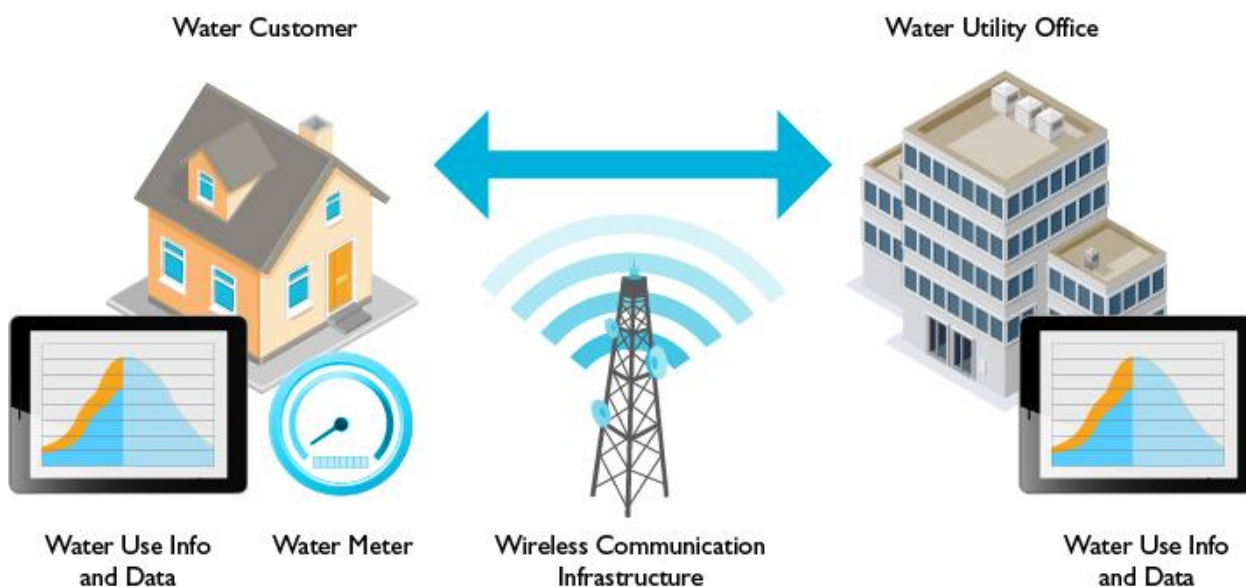 Water Customer
Water Utility Office
Water Use Info
and Data
Water Meter
Wireless Communication
Infrastructure
Water Use Info
and Data